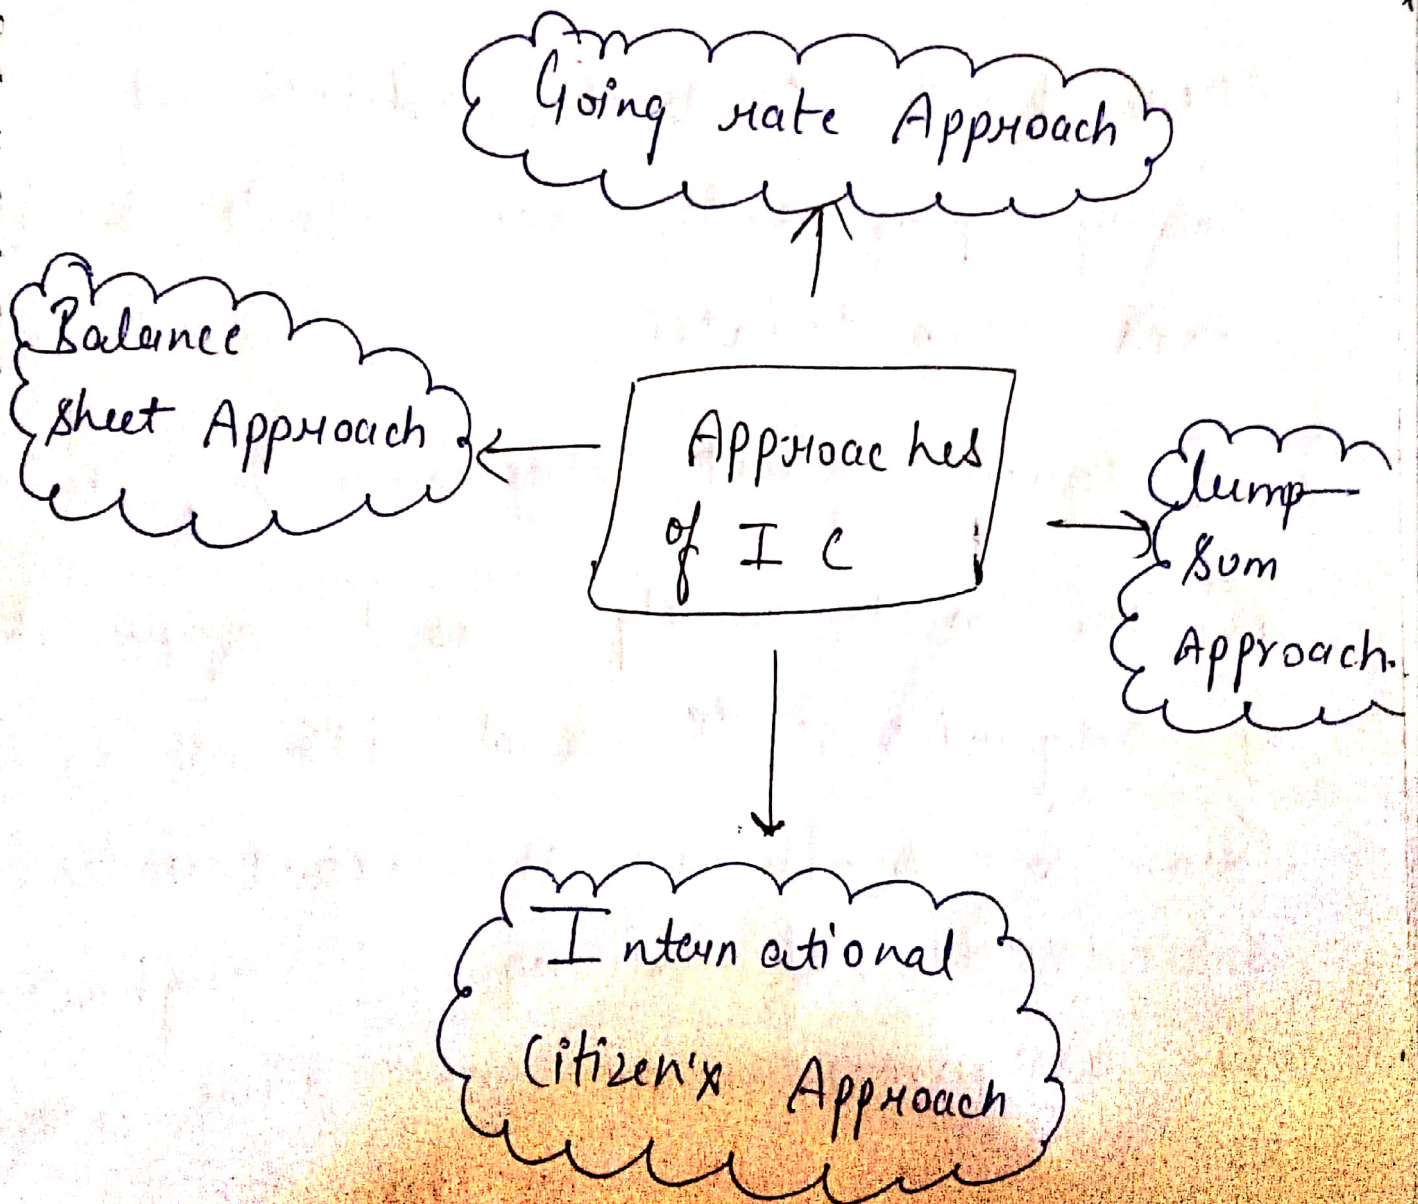 Going rate Approach
Balance
sheet Approach
Approaches
of I C
Lump
Sum
Approach.
International
Citizen's Approach